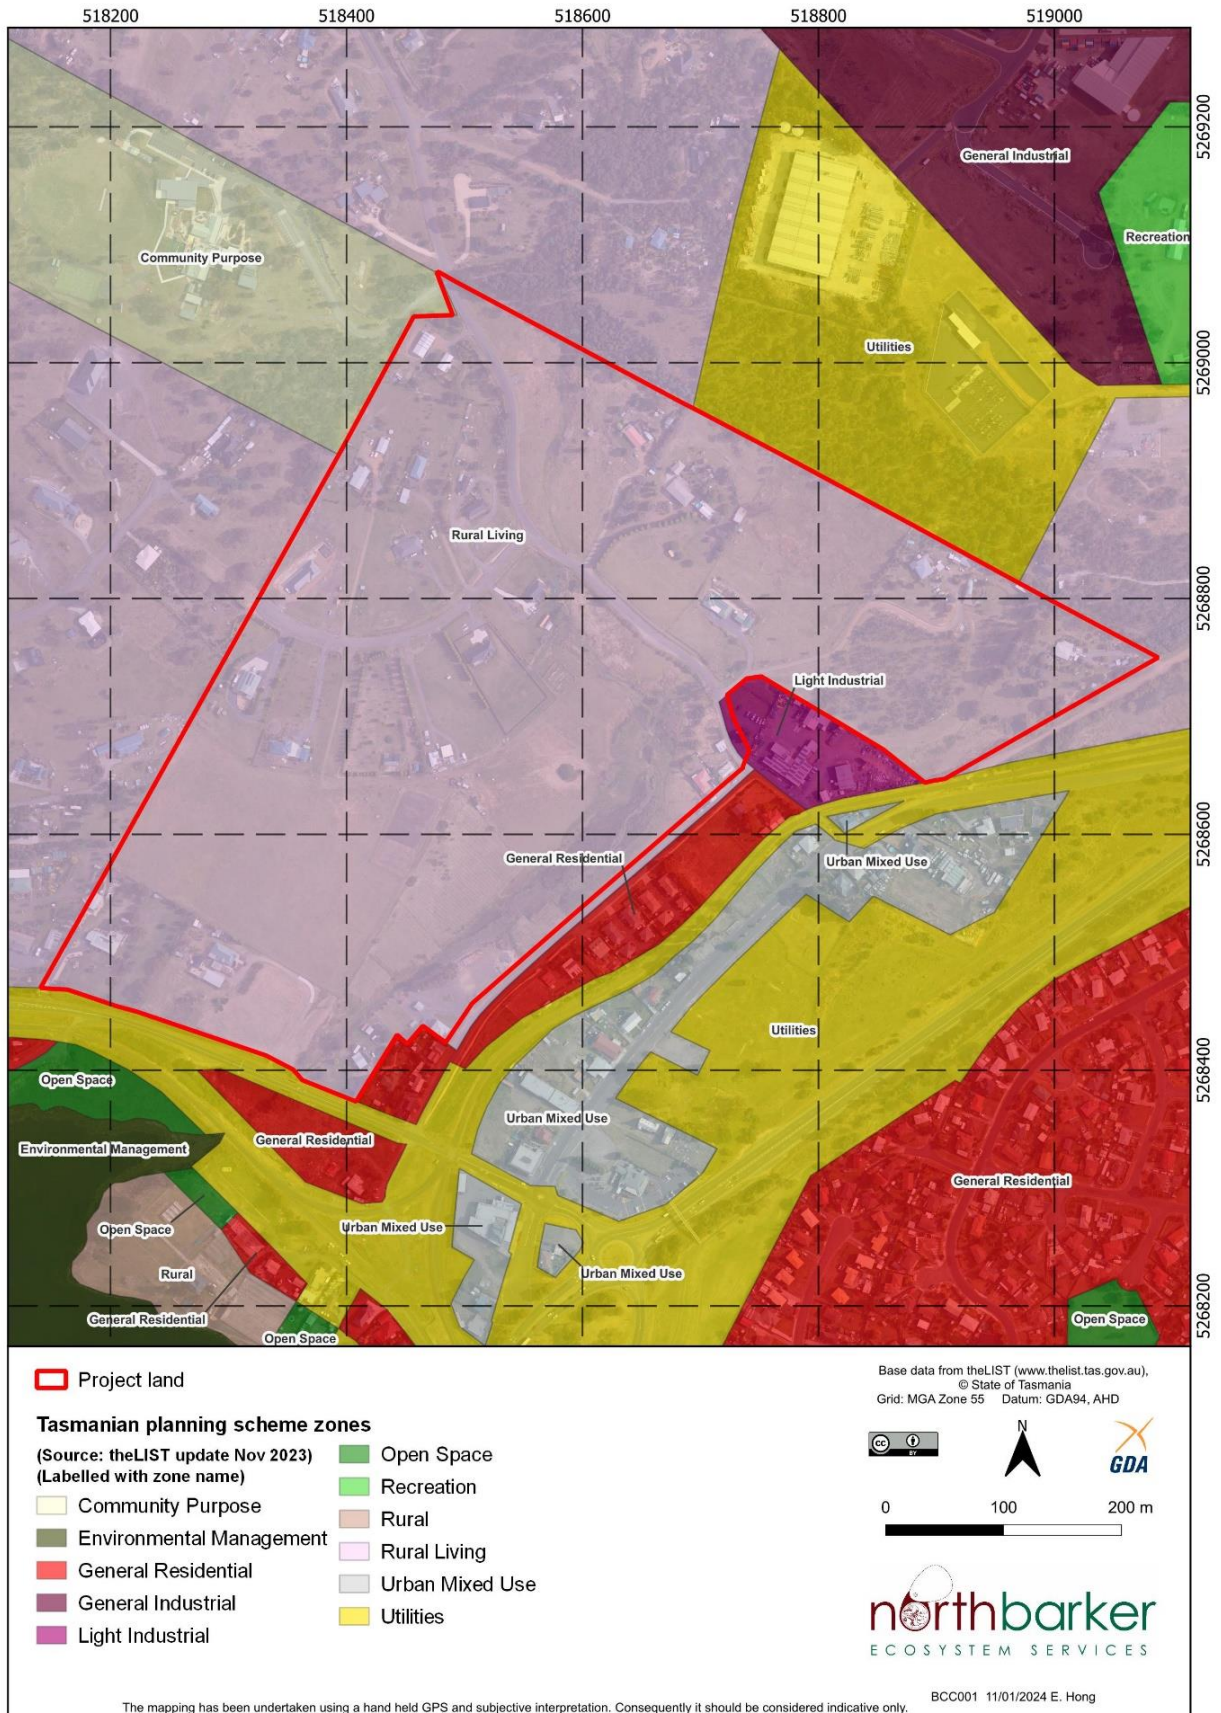 518200
518400
518600
518800
519000
5269200
General Industrial
Recreation
Community Purpose
Utilities
5269000
Rural Living
5268800
Light Industrial
5268600
General Residential
Urban Mixed Use
Utilities
5268400
Open Space
Urban Mixed Use
General Residential
Environmental Management
General Residential
Open Space
Urban Mixed Use
Rural
Urban Mixed Use
General Residential
Open Space
Open Space
5268200
Project land
Tasmanian planning scheme zones
(Source: theLIST update Nov 2023)
(Labelled with zone name)
Community Purpose
Environmental Management
General Residential
General Industrial
Light Industrial
Open Space
Recreation
Rural
Rural Living
Urban Mixed Use
Utilities
Base data from theLIST (www.thelist.tas.gov.au),
© State of Tasmania
Grid: MGA Zone 55 Datum: GDA94, AHD
cc
BY
N
GDA
0 100 200 m
northbarker
ECOSYSTEM SERVICES
BCC001 11/01/2024 E. Hong
The mapping has been undertaken using a hand held GPS and subjective interpretation. Consequently it should be considered indicative only.